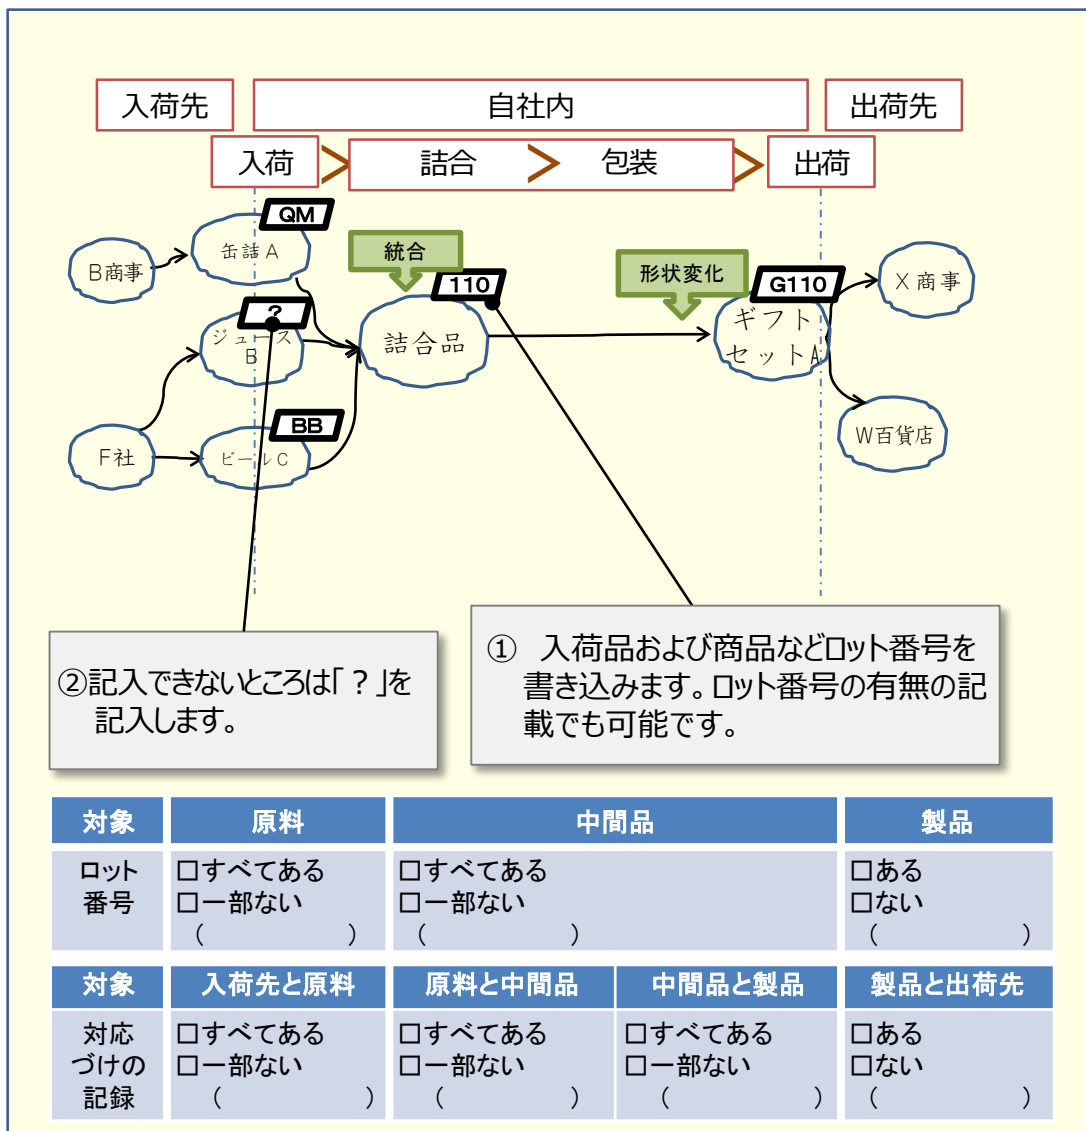 入荷先
自社内
出荷先
入荷
詰合
包装
出荷
QM
缶詰A
B商事
統合
110
形状変化
G110
X商事
?
ジュース
B
詰合品
ギフト
セットA
BB
F社
ビールC
W百貨店
②記入できないところは「?」を
記入します。
① 入荷品および商品などロット番号を
書き込みます。ロット番号の有無の記
載でも可能です。
対象 原料 中間品 製品
ロット □すべてある □すべてある □ある
番号 □一部ない □一部ない □ない
( ) ( ) ( )
対象 入荷先と原料 原料と中間品 中間品と製品 製品と出荷先
対応 □すべてある □すべてある □すべてある □ある
づけの □一部ない □一部ない □一部ない □ない
記録 ( ) ( ) ( ) ( )